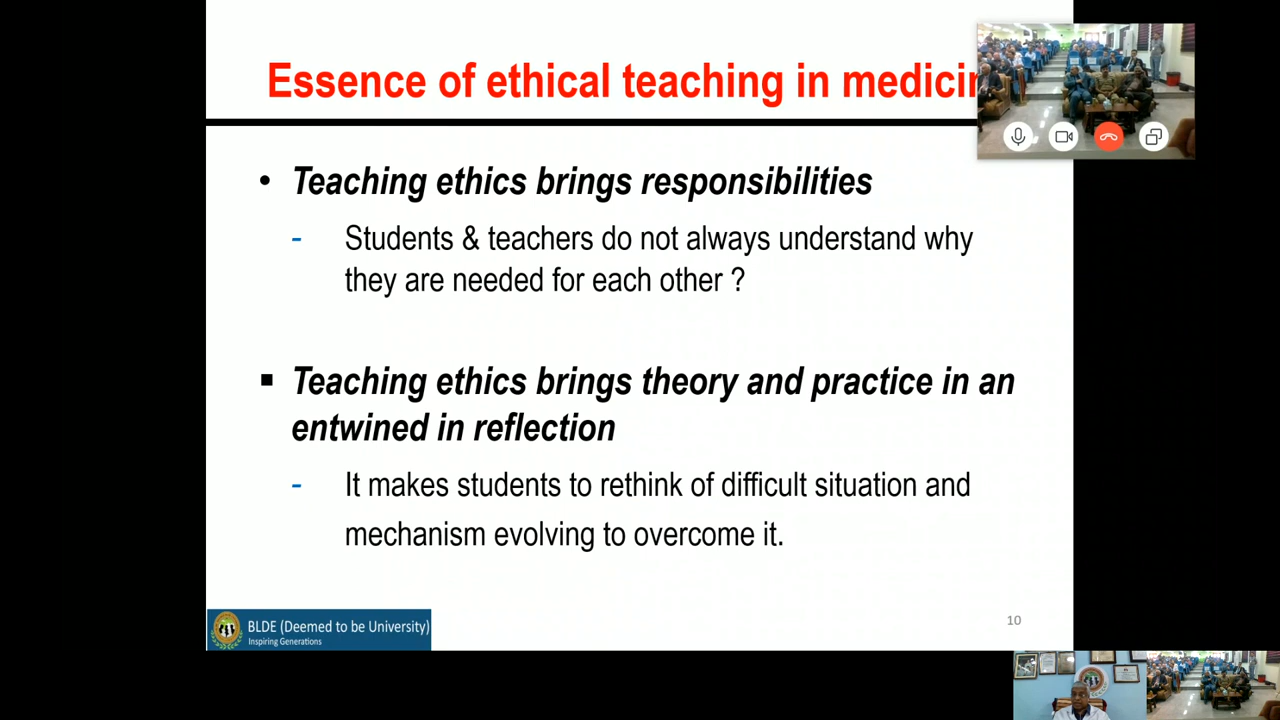 Essence of ethical teaching in medicin
• Teaching ethics brings responsibilities
- Students & teachers do not always understand why
they are needed for each other ?
▪ Teaching ethics brings theory and practice in an
entwined in reflection
- It makes students to rethink of difficult situation and
mechanism evolving to overcome it.
BLDE (Deemed to be University)
Inspiring Generations
10